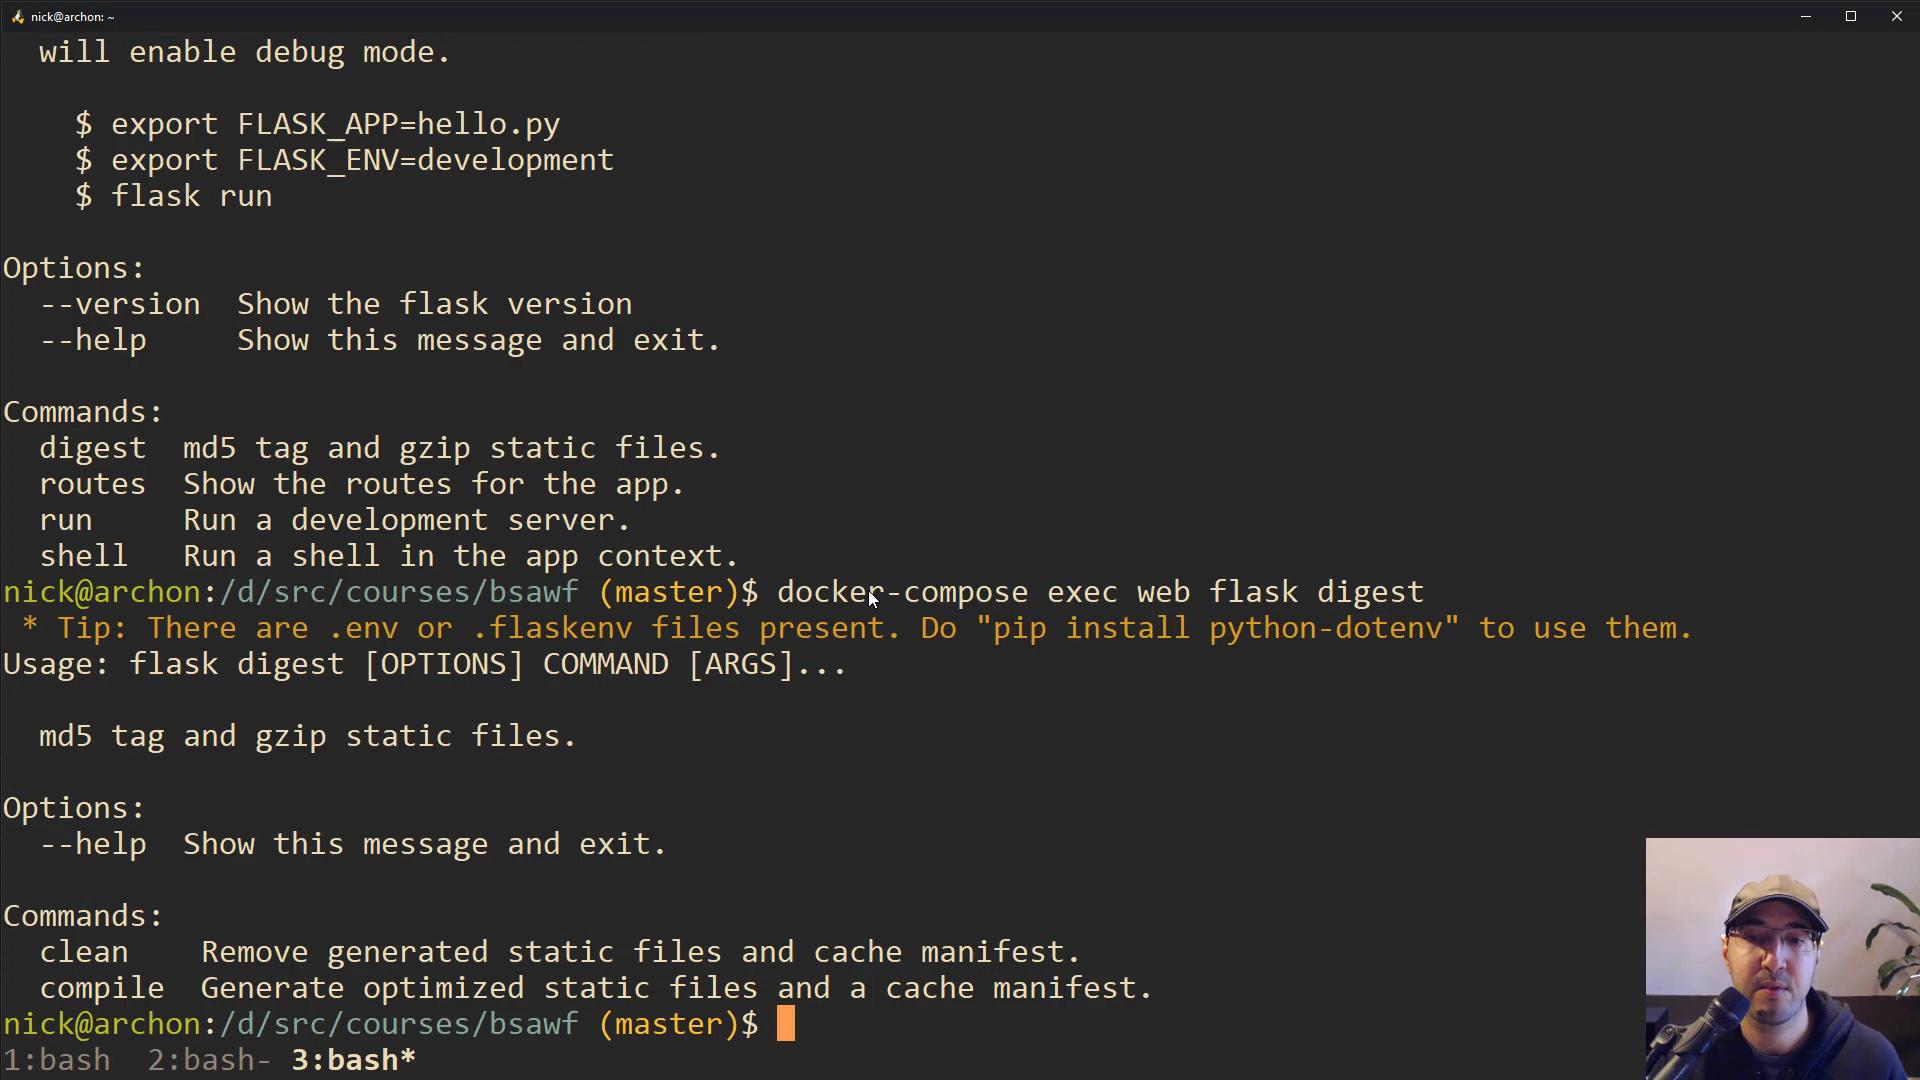 nick@archon: ~
will enable debug mode.
$ export FLASK_APP=hello.py
$ export FLASK_ENV=development
$ flask run
Options:
--version  Show the flask version
--help     Show this message and exit.
Commands:
digest  md5 tag and gzip static files.
routes  Show the routes for the app.
run     Run a development server.
shell   Run a shell in the app context.
nick@archon:/d/src/courses/bsawf (master)$ docker-compose exec web flask digest
* Tip: There are .env or .flaskenv files present. Do "pip install python-dotenv" to use them.
Usage: flask digest [OPTIONS] COMMAND [ARGS]...
md5 tag and gzip static files.
Options:
--help  Show this message and exit.
Commands:
clean    Remove generated static files and cache manifest.
compile  Generate optimized static files and a cache manifest.
nick@archon:/d/src/courses/bsawf (master)$
1:bash  2:bash- 3:bash*